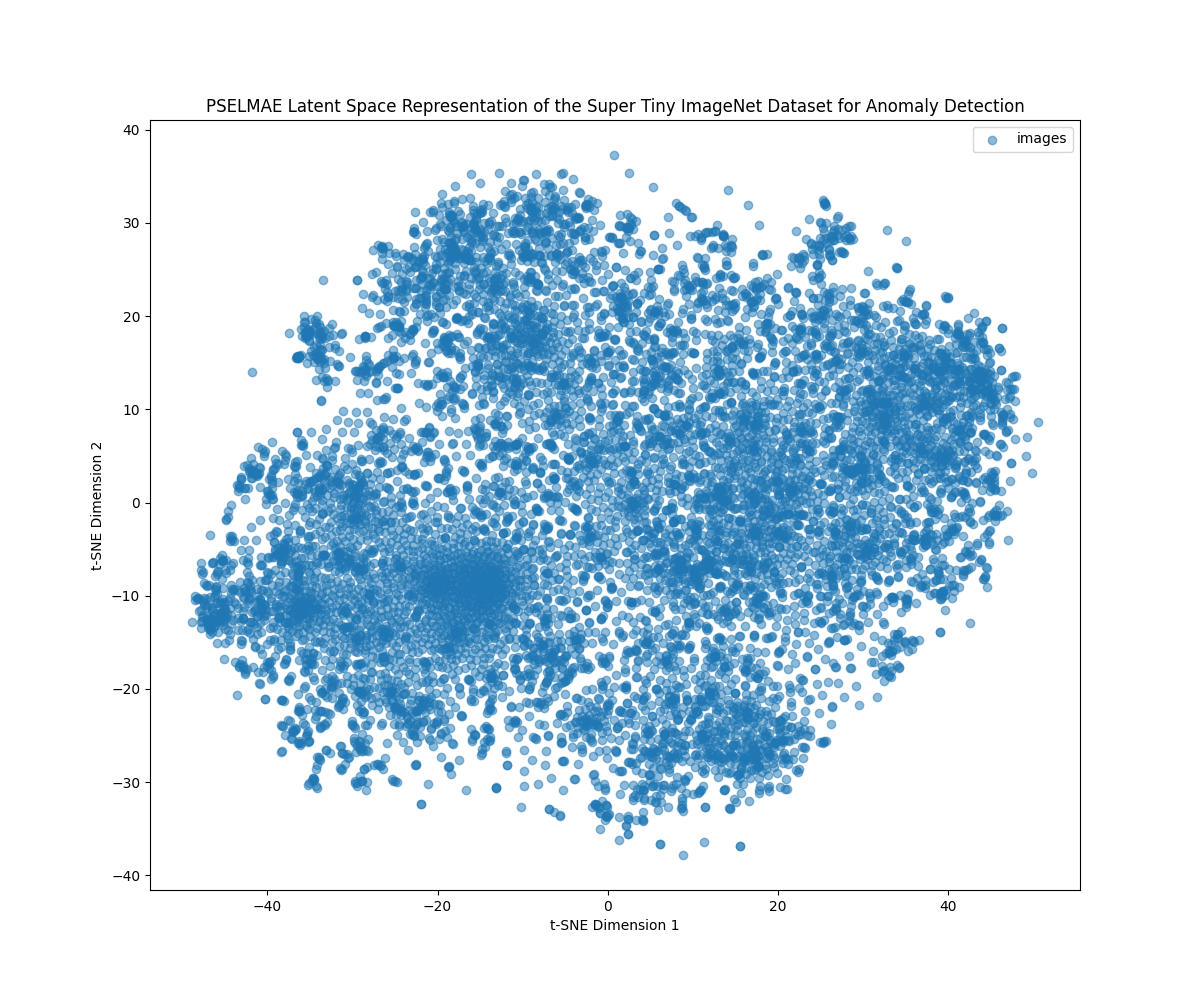 PSELMAE Latent Space Representation of the Super Tiny ImageNet Dataset for Anomaly Detection
images
40
30
20
10
0
−10
−20
−30
−40
t-SNE Dimension 2
−40 −20 0 20 40
t-SNE Dimension 1